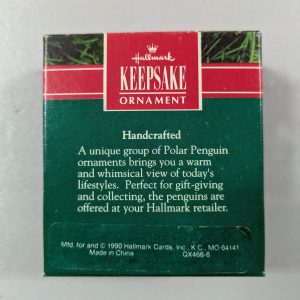 Hallmark
KEEPSAKE
ORNAMENT
Handcrafted
A unique group of Polar Penguin
ornaments brings you a warm
and whimsical view of today's
lifestyles. Perfect for gift-giving
and collecting, the penguins are
offered at your Hallmark retailer.
Mfd. for and © 1990 Hallmark Cards, Inc., K.C., MO 64141
Made in China QX466-6